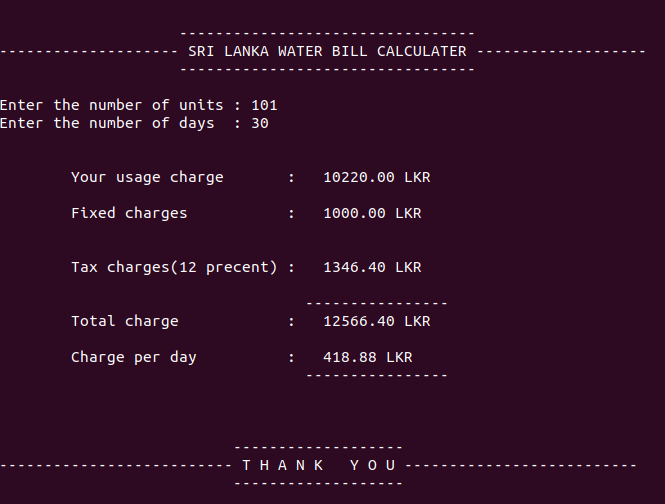 ---------------------------------
-------------------- SRI LANKA WATER BILL CALCULATER -------------------
---------------------------------
Enter the number of units : 101
Enter the number of days  : 30
Your usage charge       :   10220.00 LKR
Fixed charges           :   1000.00 LKR
Tax charges(12 precent) :   1346.40 LKR
----------------
Total charge            :   12566.40 LKR
Charge per day          :   418.88 LKR
----------------
-------------------
-------------------------- T H A N K   Y O U --------------------------
-------------------